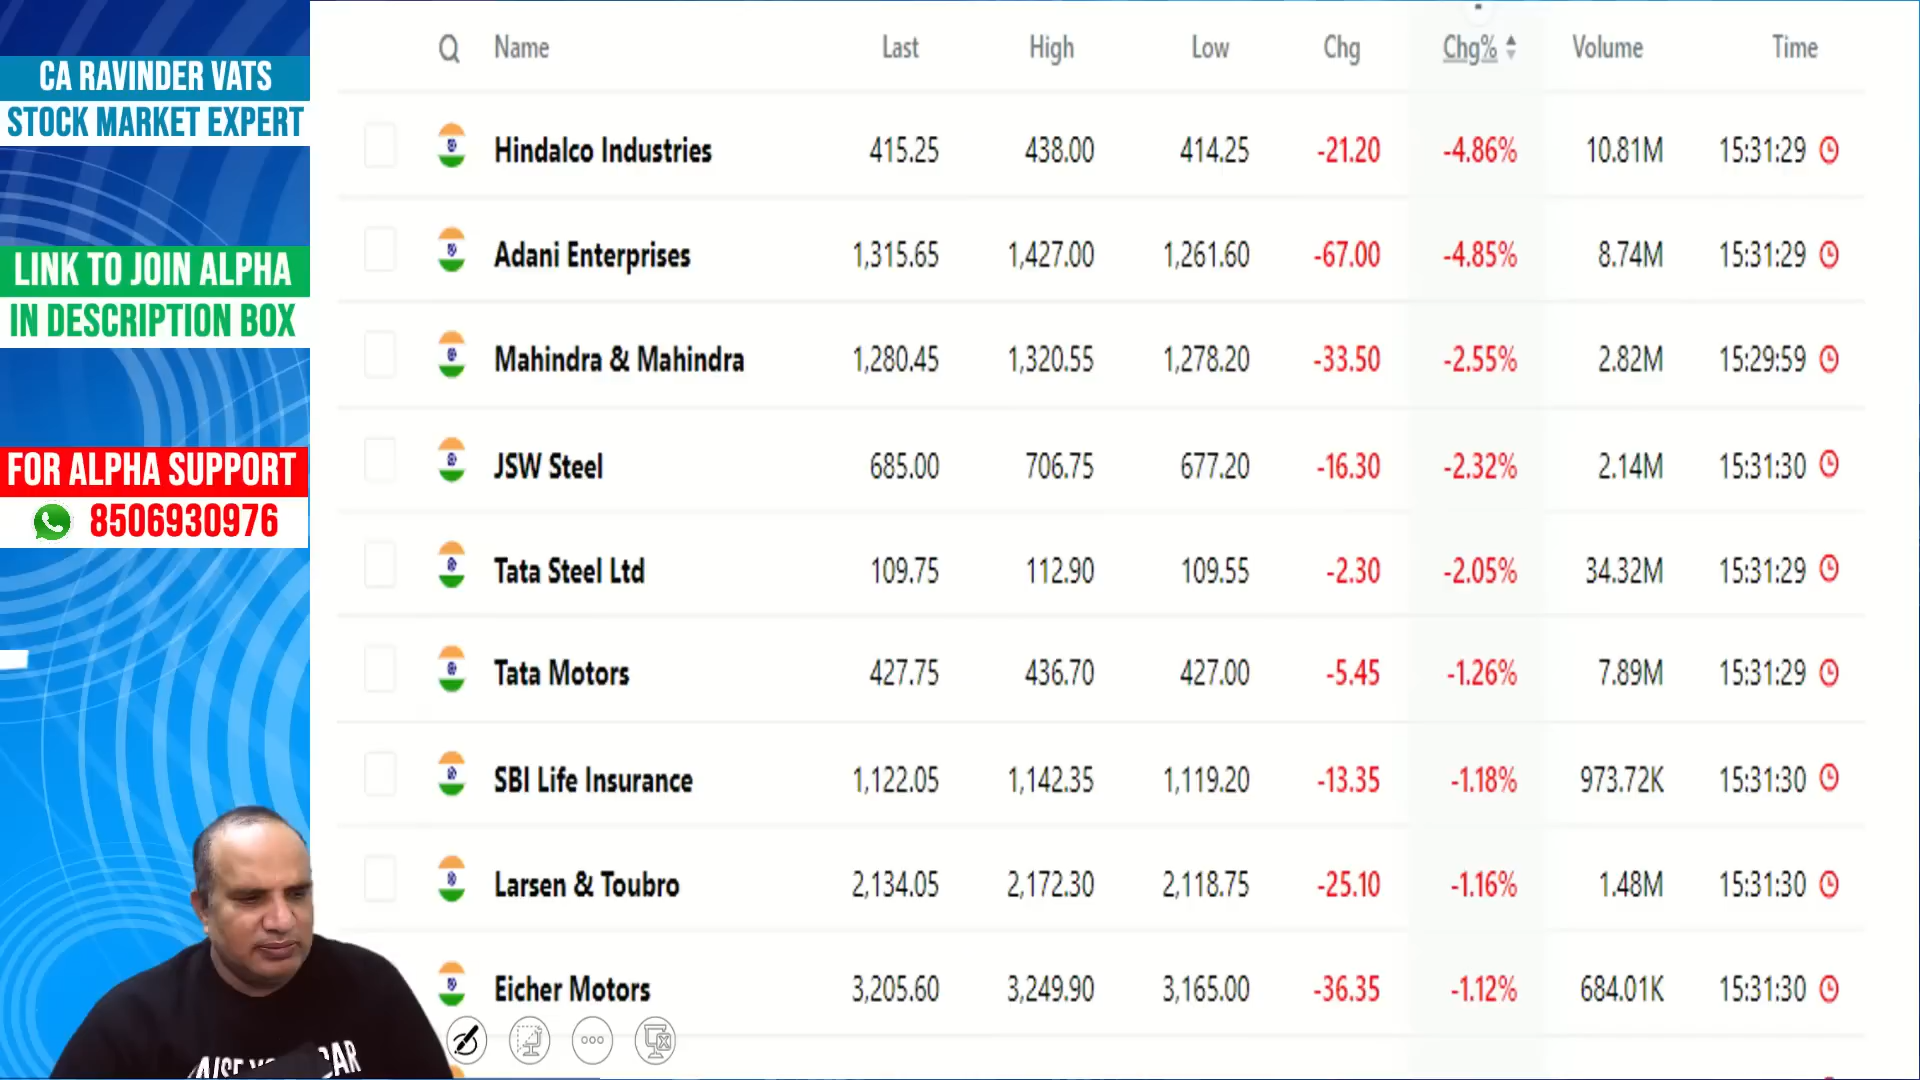 CA RAVINDER VATS
STOCK MARKET EXPERT
LINK TO JOIN ALPHA
IN DESCRIPTION BOX
FOR ALPHA SUPPORT
8506930976
Name Last High Low Chg Chg% Volume Time
Hindalco Industries 415.25 438.00 414.25 -21.20 -4.86% 10.81M 15:31:29
Adani Enterprises 1,315.65 1,427.00 1,261.60 -67.00 -4.85% 8.74M 15:31:29
Mahindra & Mahindra 1,280.45 1,320.55 1,278.20 -33.50 -2.55% 2.82M 15:29:59
JSW Steel 685.00 706.75 677.20 -16.30 -2.32% 2.14M 15:31:30
Tata Steel Ltd 109.75 112.90 109.55 -2.30 -2.05% 34.32M 15:31:29
Tata Motors 427.75 436.70 427.00 -5.45 -1.26% 7.89M 15:31:29
SBI Life Insurance 1,122.05 1,142.35 1,119.20 -13.35 -1.18% 973.72K 15:31:30
Larsen & Toubro 2,134.05 2,172.30 2,118.75 -25.10 -1.16% 1.48M 15:31:30
Eicher Motors 3,205.60 3,249.90 3,165.00 -36.35 -1.12% 684.01K 15:31:30